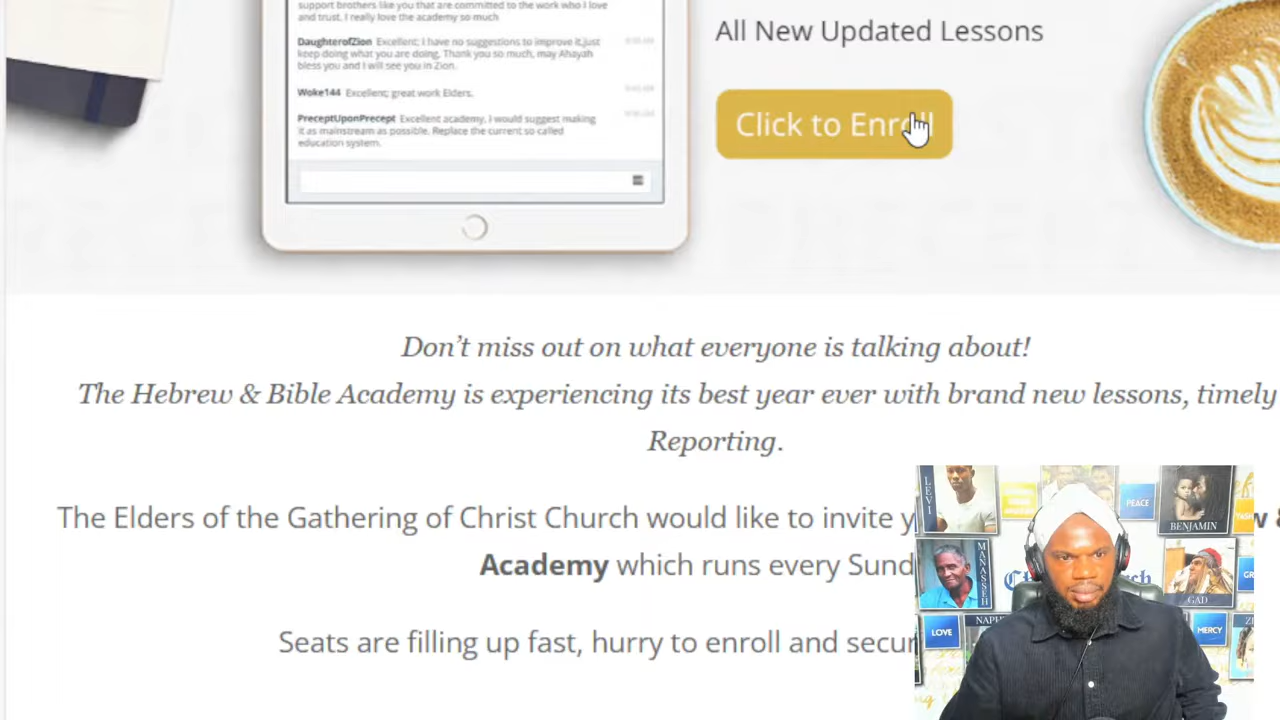 support brothers like you that are committed to the work who I love
and trust. I really love the academy so much
All New Updated Lessons
DaughterofZion Excellent; I have no suggestions to improve it,just
keep doing what you are doing. Thank you so much, may Ahayah
bless you and I will see you in Zion.
Woke144 Excellent; great work Elders.
Click to Enroll
PreceptUponPrecept Excellent academy, I would suggest making
it as mainstream as possible. Replace the current so called
education system.
Don't miss out on what everyone is talking about!
The Hebrew & Bible Academy is experiencing its best year ever with brand new lessons, timely
Reporting.
The Elders of the Gathering of Christ Church would like to invite y
Academy which runs every Sund
Seats are filling up fast, hurry to enroll and secur
LEVI
PEACE
BENJAMIN
MANASSEH
GAD
LOVE
NAPH
MERCY